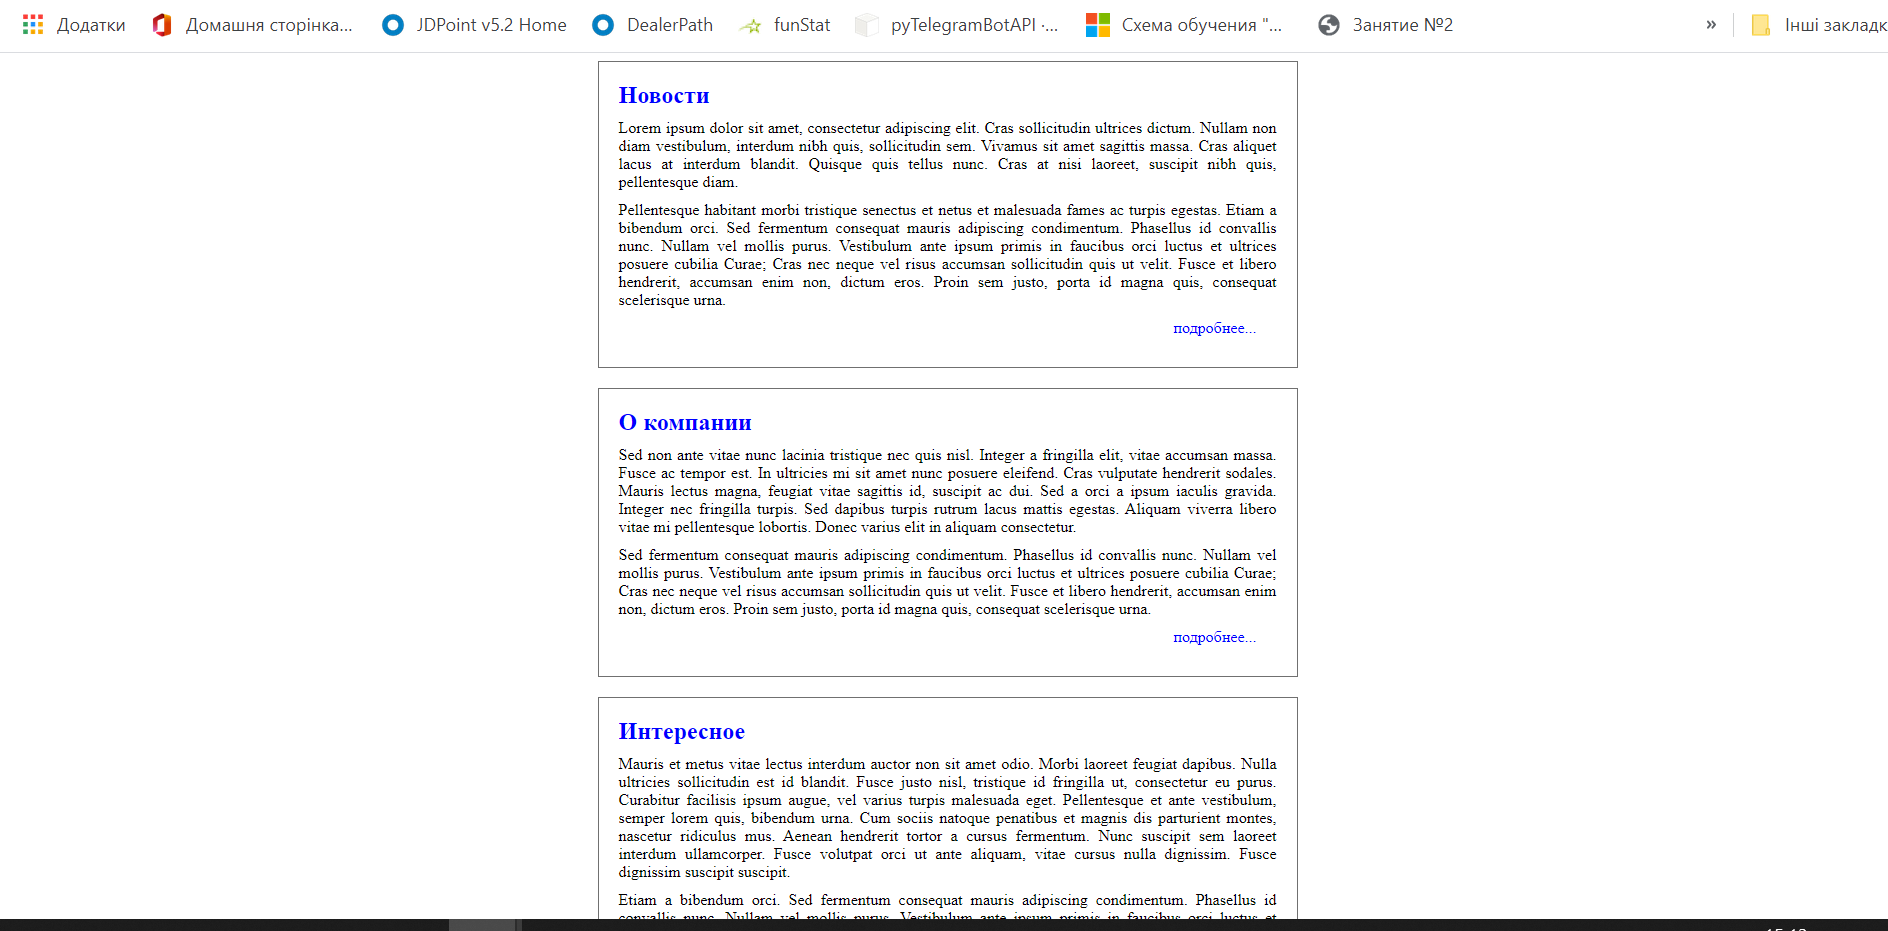 Додатки Домашня сторінка... JDPoint v5.2 Home DealerPath funStat pyTelegramBotAPI ·... Схема обучения "... Занятие №2 » Інші закладк
Новости
Lorem ipsum dolor sit amet, consectetur adipiscing elit. Cras sollicitudin ultrices dictum. Nullam non
diam vestibulum, interdum nibh quis, sollicitudin sem. Vivamus sit amet sagittis massa. Cras aliquet
lacus at interdum blandit. Quisque quis tellus nunc. Cras at nisi laoreet, suscipit nibh quis,
pellentesque diam.
Pellentesque habitant morbi tristique senectus et netus et malesuada fames ac turpis egestas. Etiam a
bibendum orci. Sed fermentum consequat mauris adipiscing condimentum. Phasellus id convallis
nunc. Nullam vel mollis purus. Vestibulum ante ipsum primis in faucibus orci luctus et ultrices
posuere cubilia Curae; Cras nec neque vel risus accumsan sollicitudin quis ut velit. Fusce et libero
hendrerit, accumsan enim non, dictum eros. Proin sem justo, porta id magna quis, consequat
scelerisque urna.
подробнее...
О компании
Sed non ante vitae nunc lacinia tristique nec quis nisl. Integer a fringilla elit, vitae accumsan massa.
Fusce ac tempor est. In ultricies mi sit amet nunc posuere eleifend. Cras vulputate hendrerit sodales.
Mauris lectus magna, feugiat vitae sagittis id, suscipit ac dui. Sed a orci a ipsum iaculis gravida.
Integer nec fringilla turpis. Sed dapibus turpis rutrum lacus mattis egestas. Aliquam viverra libero
vitae mi pellentesque lobortis. Donec varius elit in aliquam consectetur.
Sed fermentum consequat mauris adipiscing condimentum. Phasellus id convallis nunc. Nullam vel
mollis purus. Vestibulum ante ipsum primis in faucibus orci luctus et ultrices posuere cubilia Curae;
Cras nec neque vel risus accumsan sollicitudin quis ut velit. Fusce et libero hendrerit, accumsan enim
non, dictum eros. Proin sem justo, porta id magna quis, consequat scelerisque urna.
подробнее...
Интересное
Mauris et metus vitae lectus interdum auctor non sit amet odio. Morbi laoreet feugiat dapibus. Nulla
ultricies sollicitudin est id blandit. Fusce justo nisl, tristique id fringilla ut, consectetur eu purus.
Curabitur facilisis ipsum augue, vel varius turpis malesuada eget. Pellentesque et ante vestibulum,
semper lorem quis, bibendum urna. Cum sociis natoque penatibus et magnis dis parturient montes,
nascetur ridiculus mus. Aenean hendrerit tortor a cursus fermentum. Nunc suscipit sem laoreet
interdum ullamcorper. Fusce volutpat orci ut ante aliquam, vitae cursus nulla dignissim. Fusce
dignissim suscipit suscipit.
Etiam a bibendum orci. Sed fermentum consequat mauris adipiscing condimentum. Phasellus id
convallis nunc. Nullam vel mollis purus. Vestibulum ante ipsum primis in faucibus orci luctus et